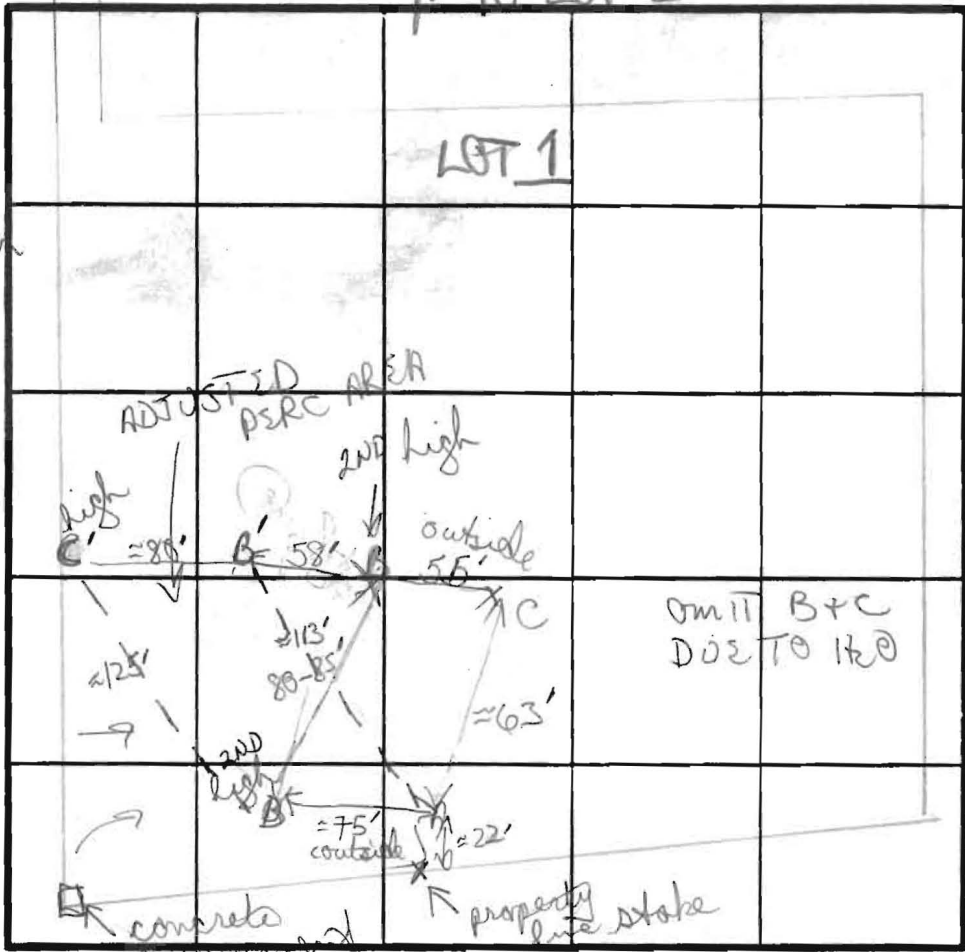 LOT 1
ADJUSTED
PERC AREA
2ND high
high
outside
C' ≈80' B' 58' 55'
C
OMIT B+C
DUE TO H2O
≈125'
≈113'
80-85'
≈63'
2ND
high
B
≈75'
outside
≈22'
concrete
property
line stake